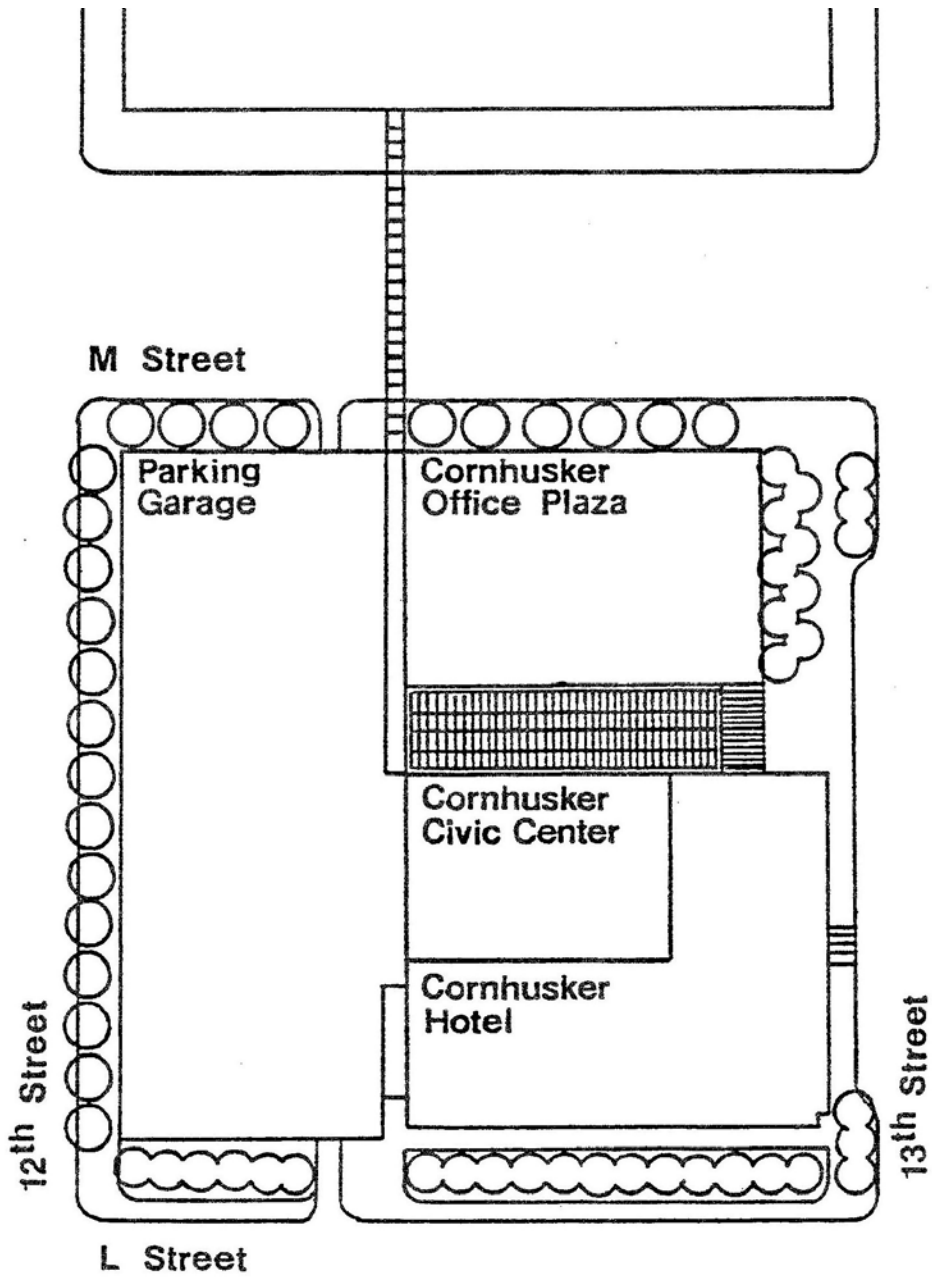 M Street
Parking
Garage
Cornhusker
Office Plaza
Cornhusker
Civic Center
Cornhusker
Hotel
12th Street
13th Street
L Street